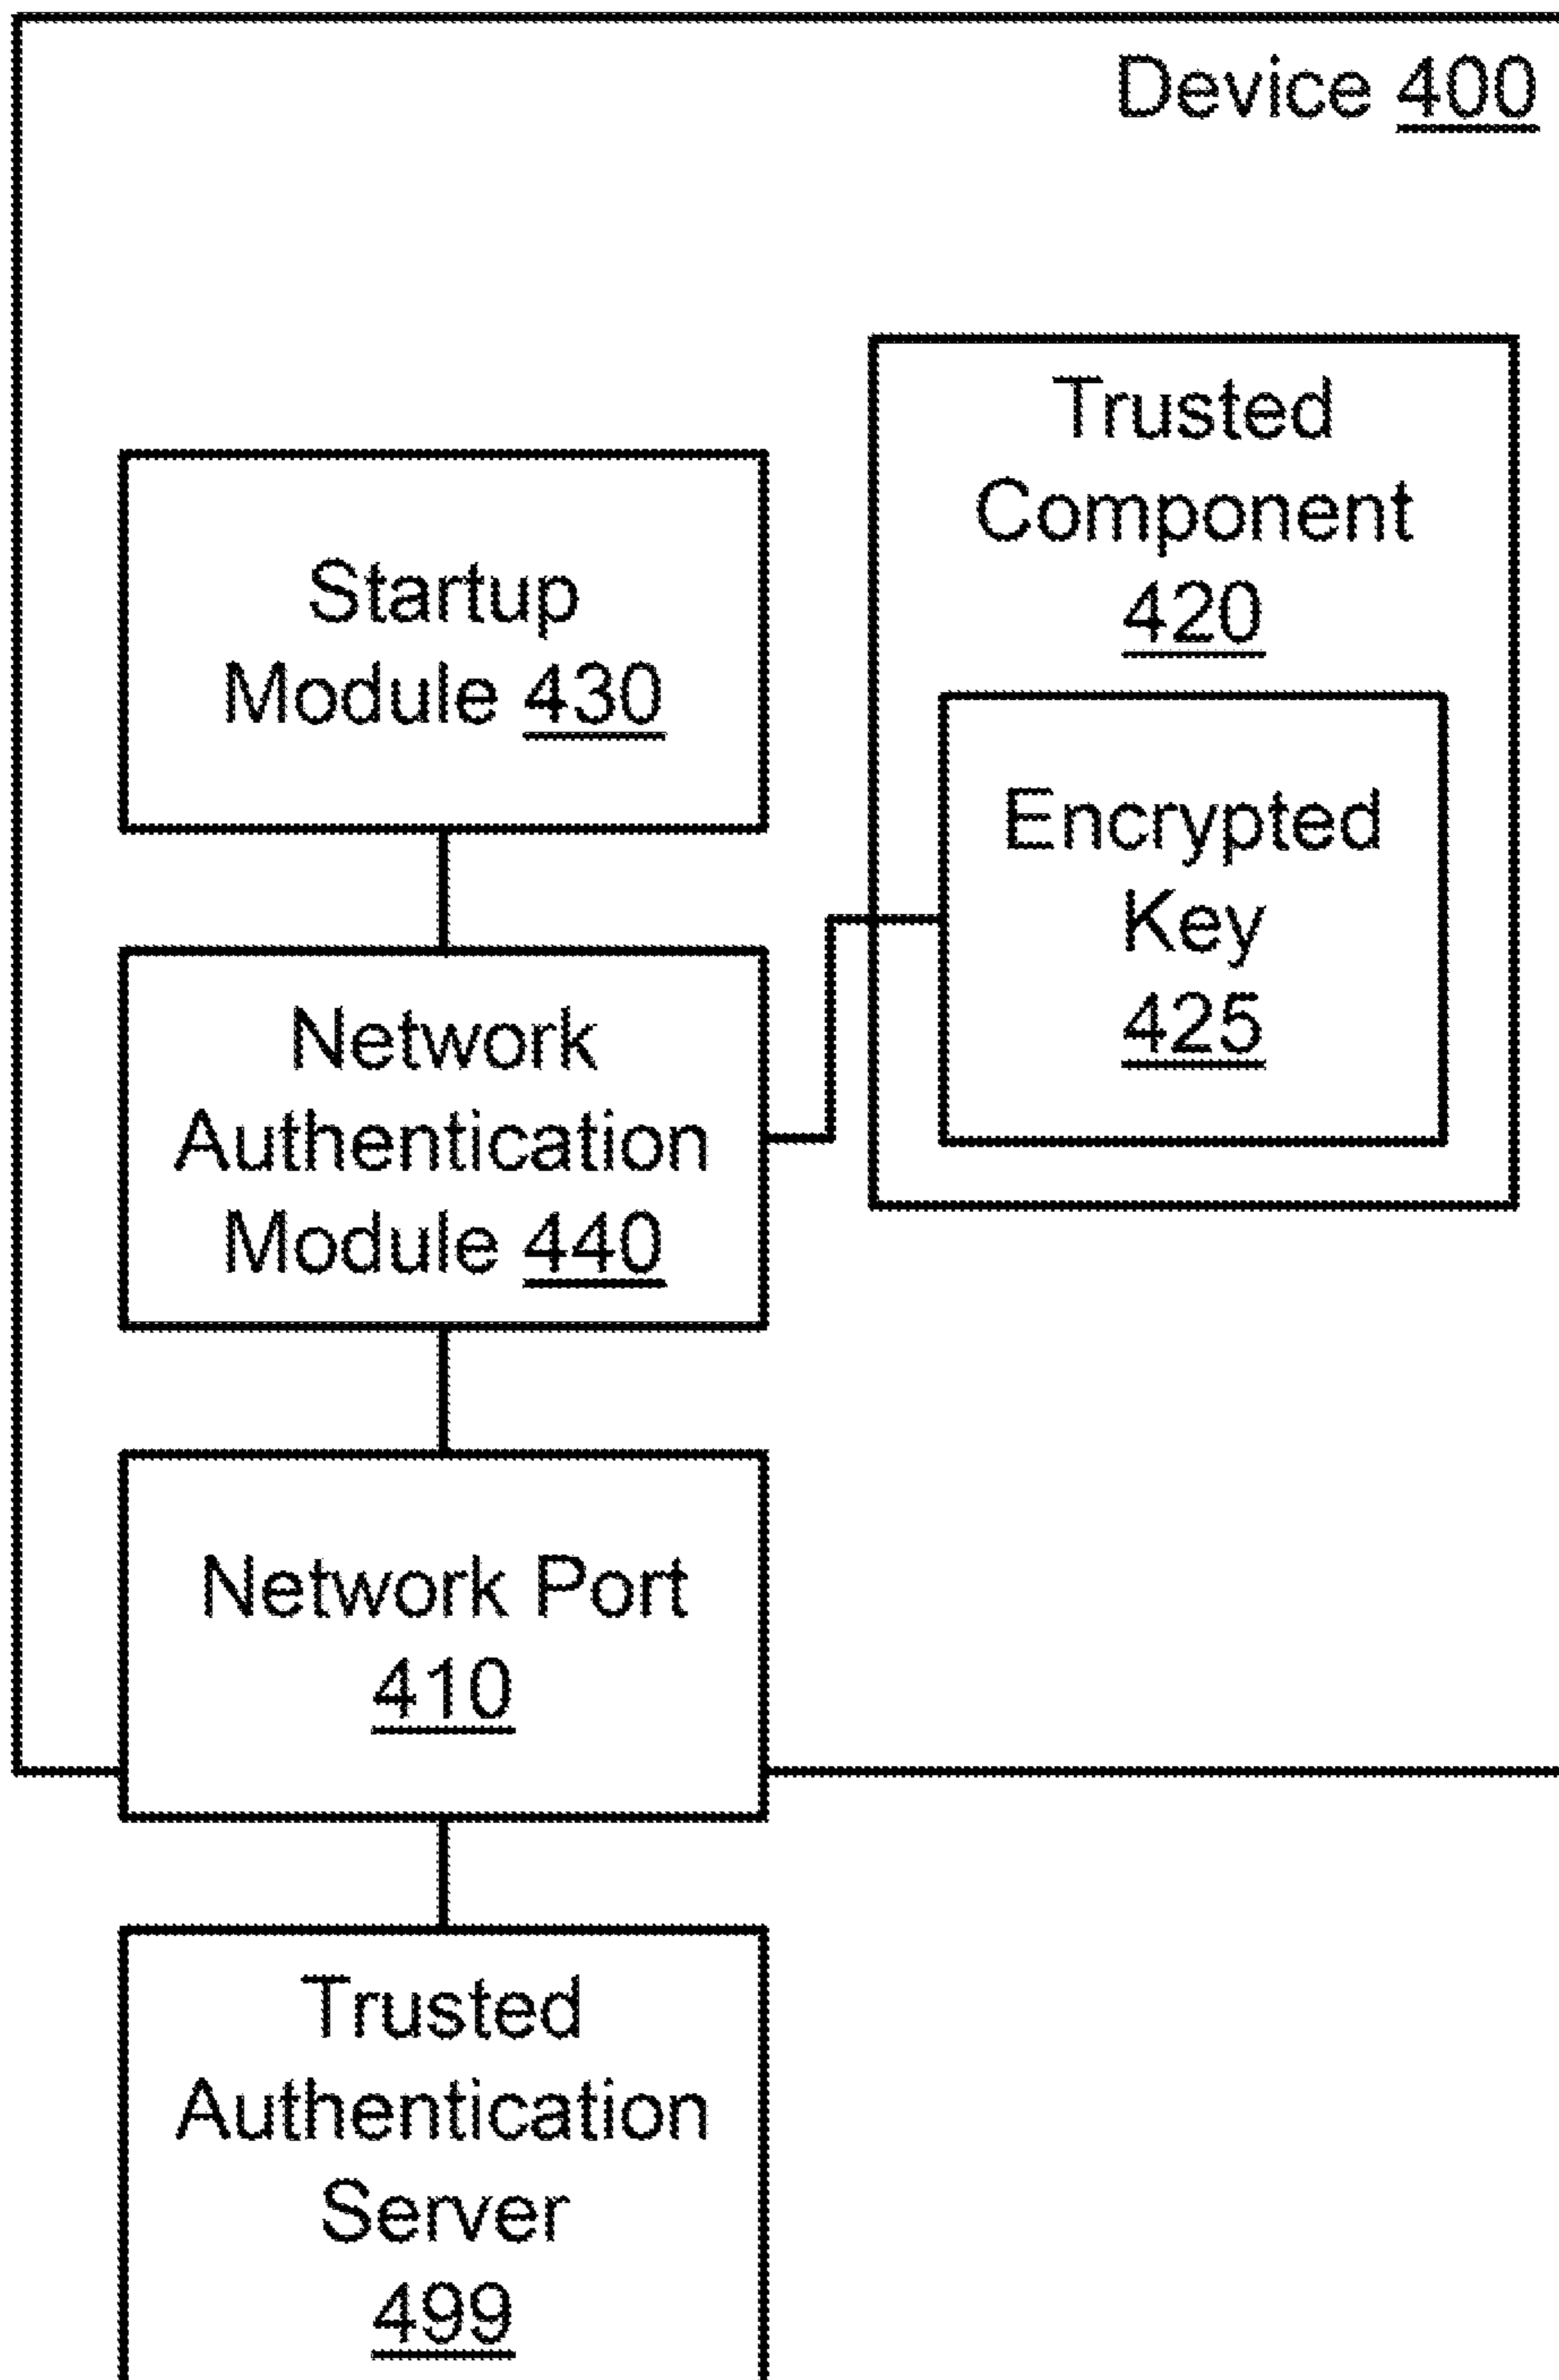 Device 400
Trusted
Component
420
Startup
Module 430
Encrypted
Key
425
Network
Authentication
Module 440
Network Port
410
Trusted
Authentication
Server
499